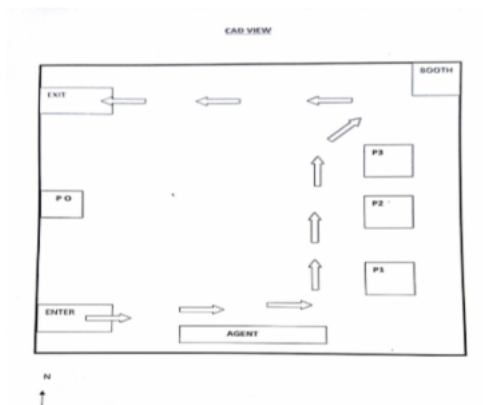 CAD VIEW
BOOTH
EXIT
P3
P O
P2
P1
ENTER
AGENT
N